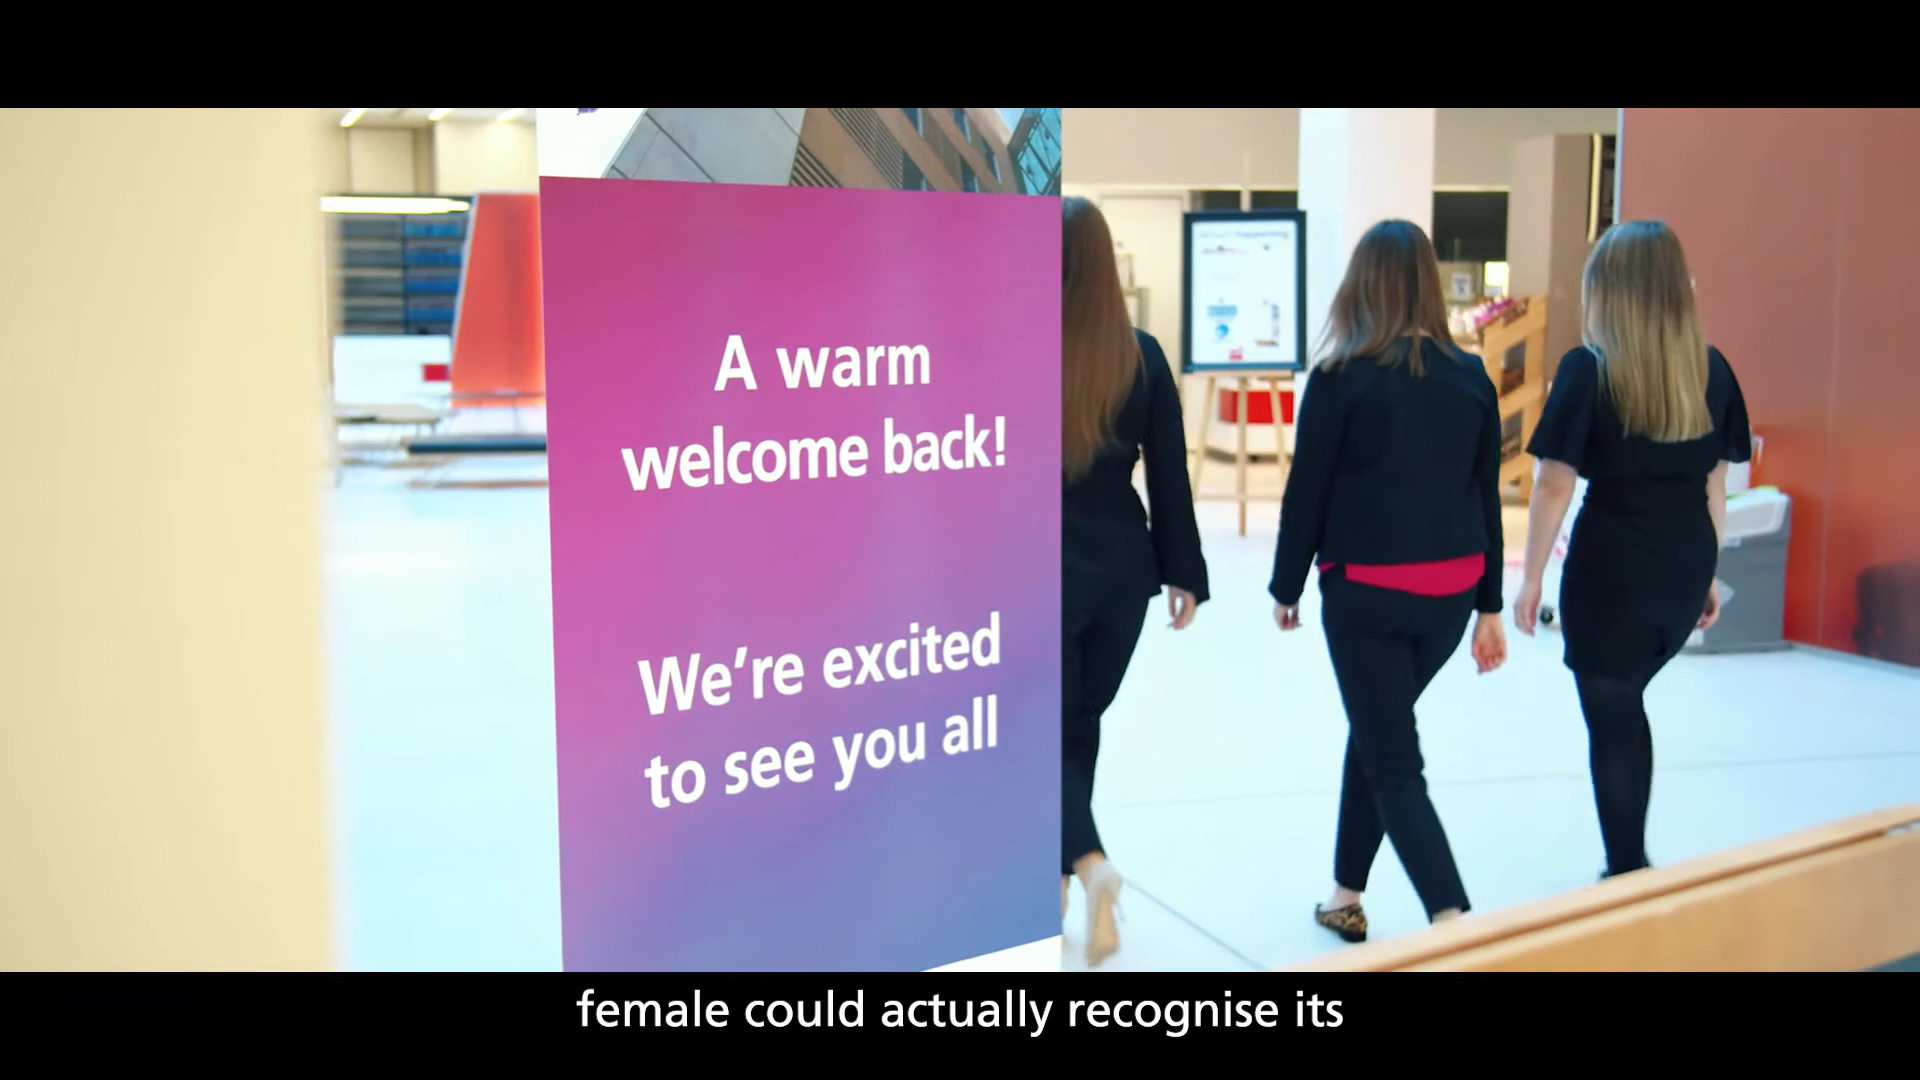 A warm
welcome back!
We're excited
to see you all
female could actually recognise its